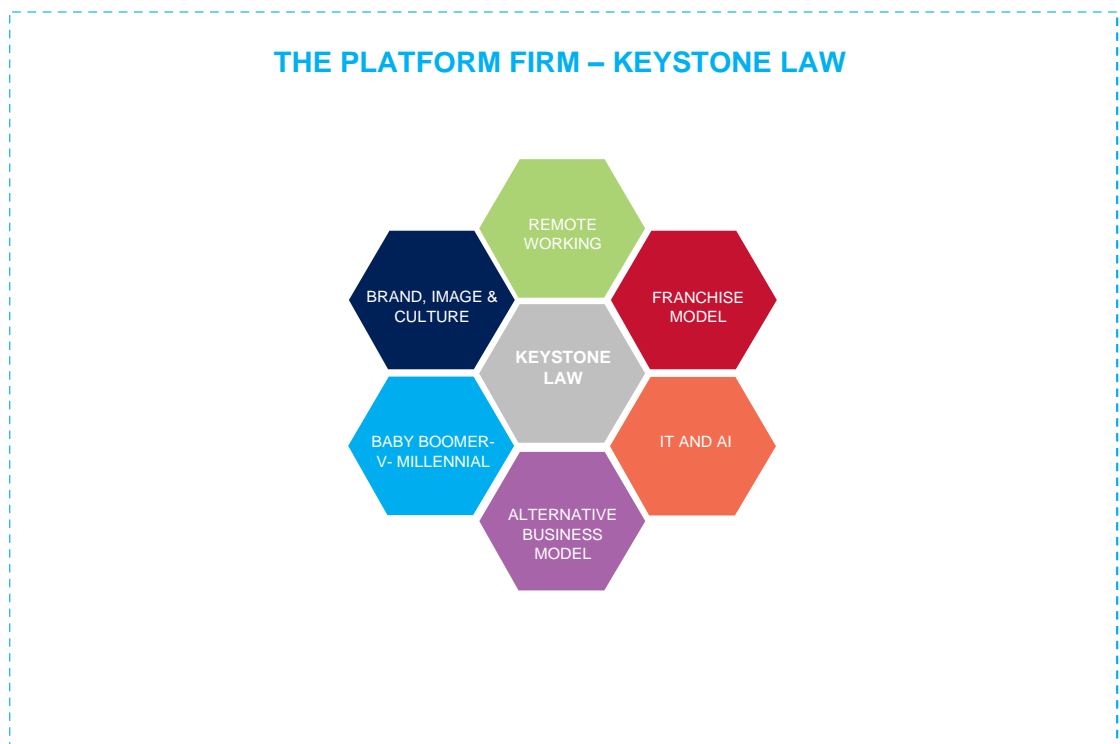 THE PLATFORM FIRM – KEYSTONE LAW
REMOTE
WORKING
BRAND, IMAGE &
CULTURE
FRANCHISE
MODEL
KEYSTONE
LAW
BABY BOOMER-
V- MILLENNIAL
IT AND AI
ALTERNATIVE
BUSINESS
MODEL